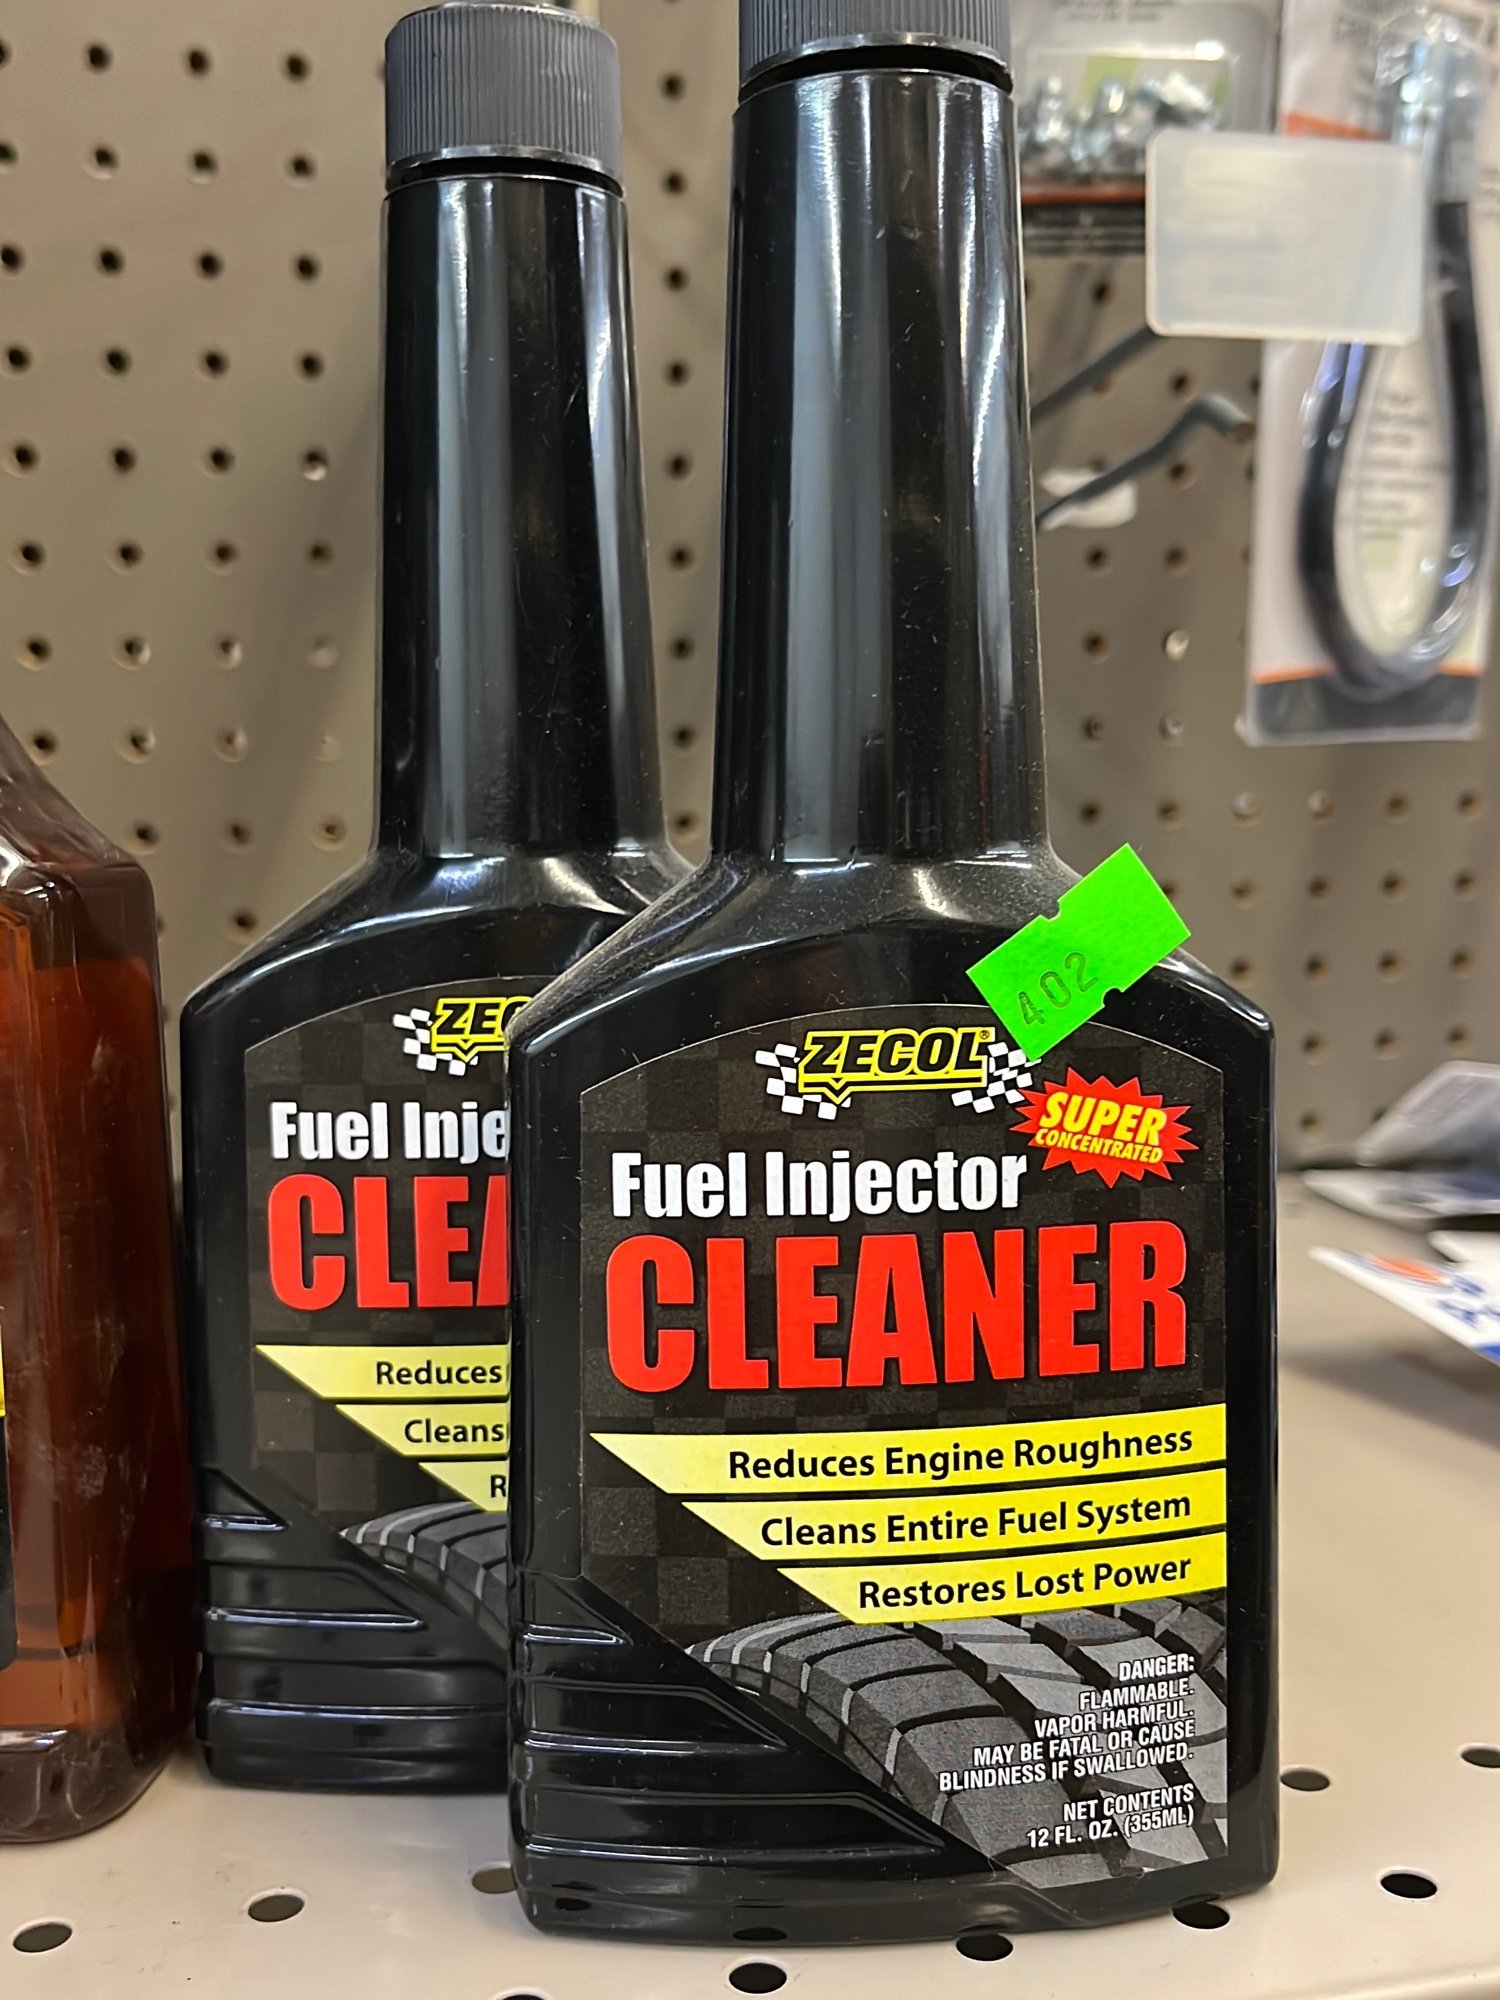 ZEC
Fuel Inje
CLEA
Reduces
Cleans
R
402
ZECOL®
SUPER
CONCENTRATED
Fuel Injector
CLEANER
Reduces Engine Roughness
Cleans Entire Fuel System
Restores Lost Power
DANGER:
FLAMMABLE.
VAPOR HARMFUL.
MAY BE FATAL OR CAUSE
BLINDNESS IF SWALLOWED.
NET CONTENTS
12 FL. OZ. (355ML)